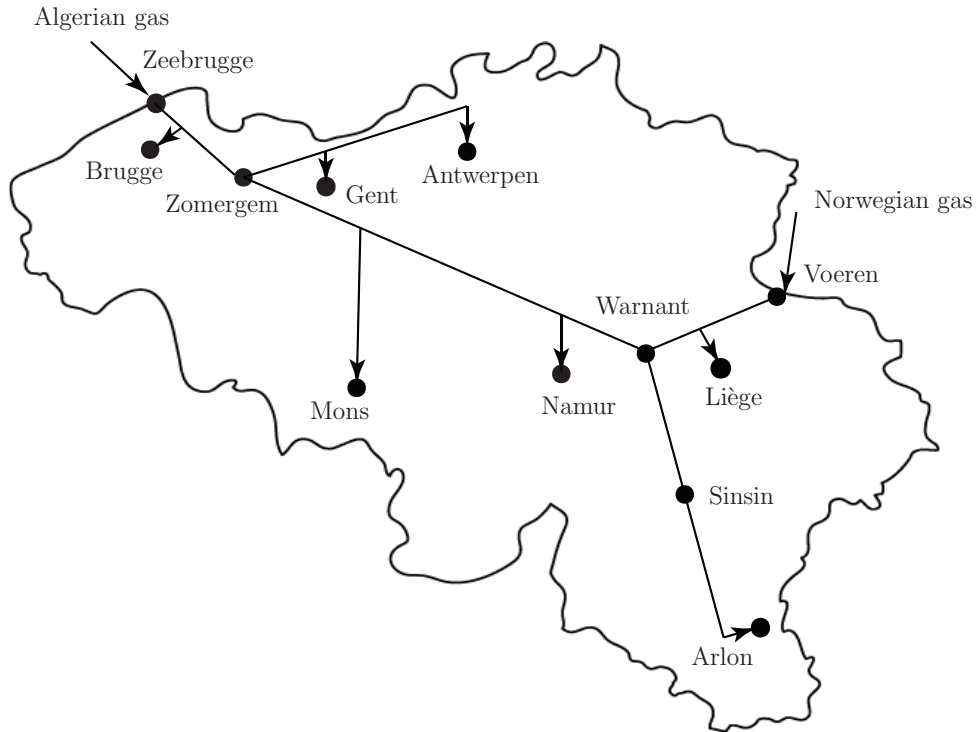 Algerian gas
Zeebrugge
Brugge
Zomergem
Gent
Antwerpen
Norwegian gas
Voeren
Warnant
Liège
Mons
Namur
Sinsin
Arlon